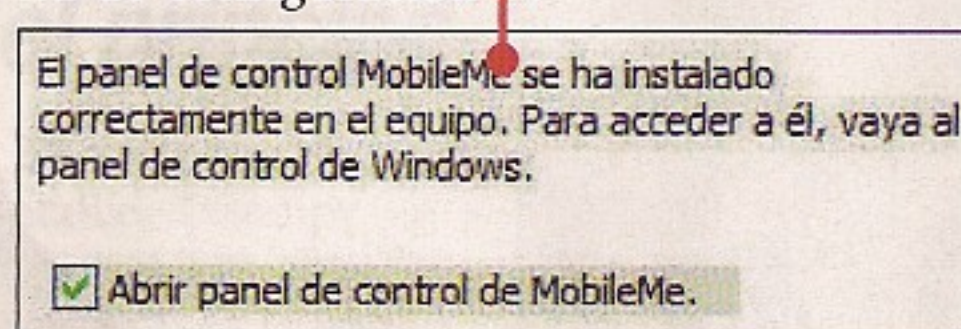 El panel de control MobileMe se ha instalado
correctamente en el equipo. Para acceder a él, vaya al
panel de control de Windows.
Abrir panel de control de MobileMe.